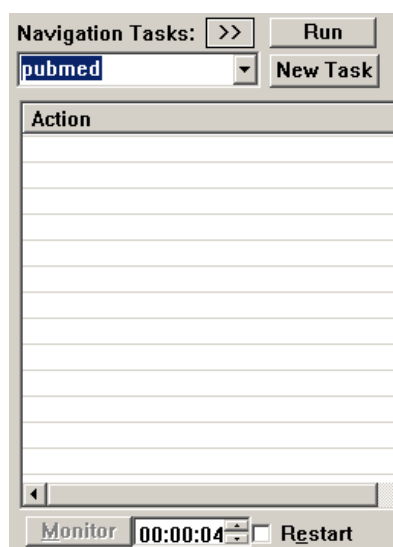 Navigation Tasks: >> Run
pubmed New Task
Action
Monitor 00:00:04 Restart